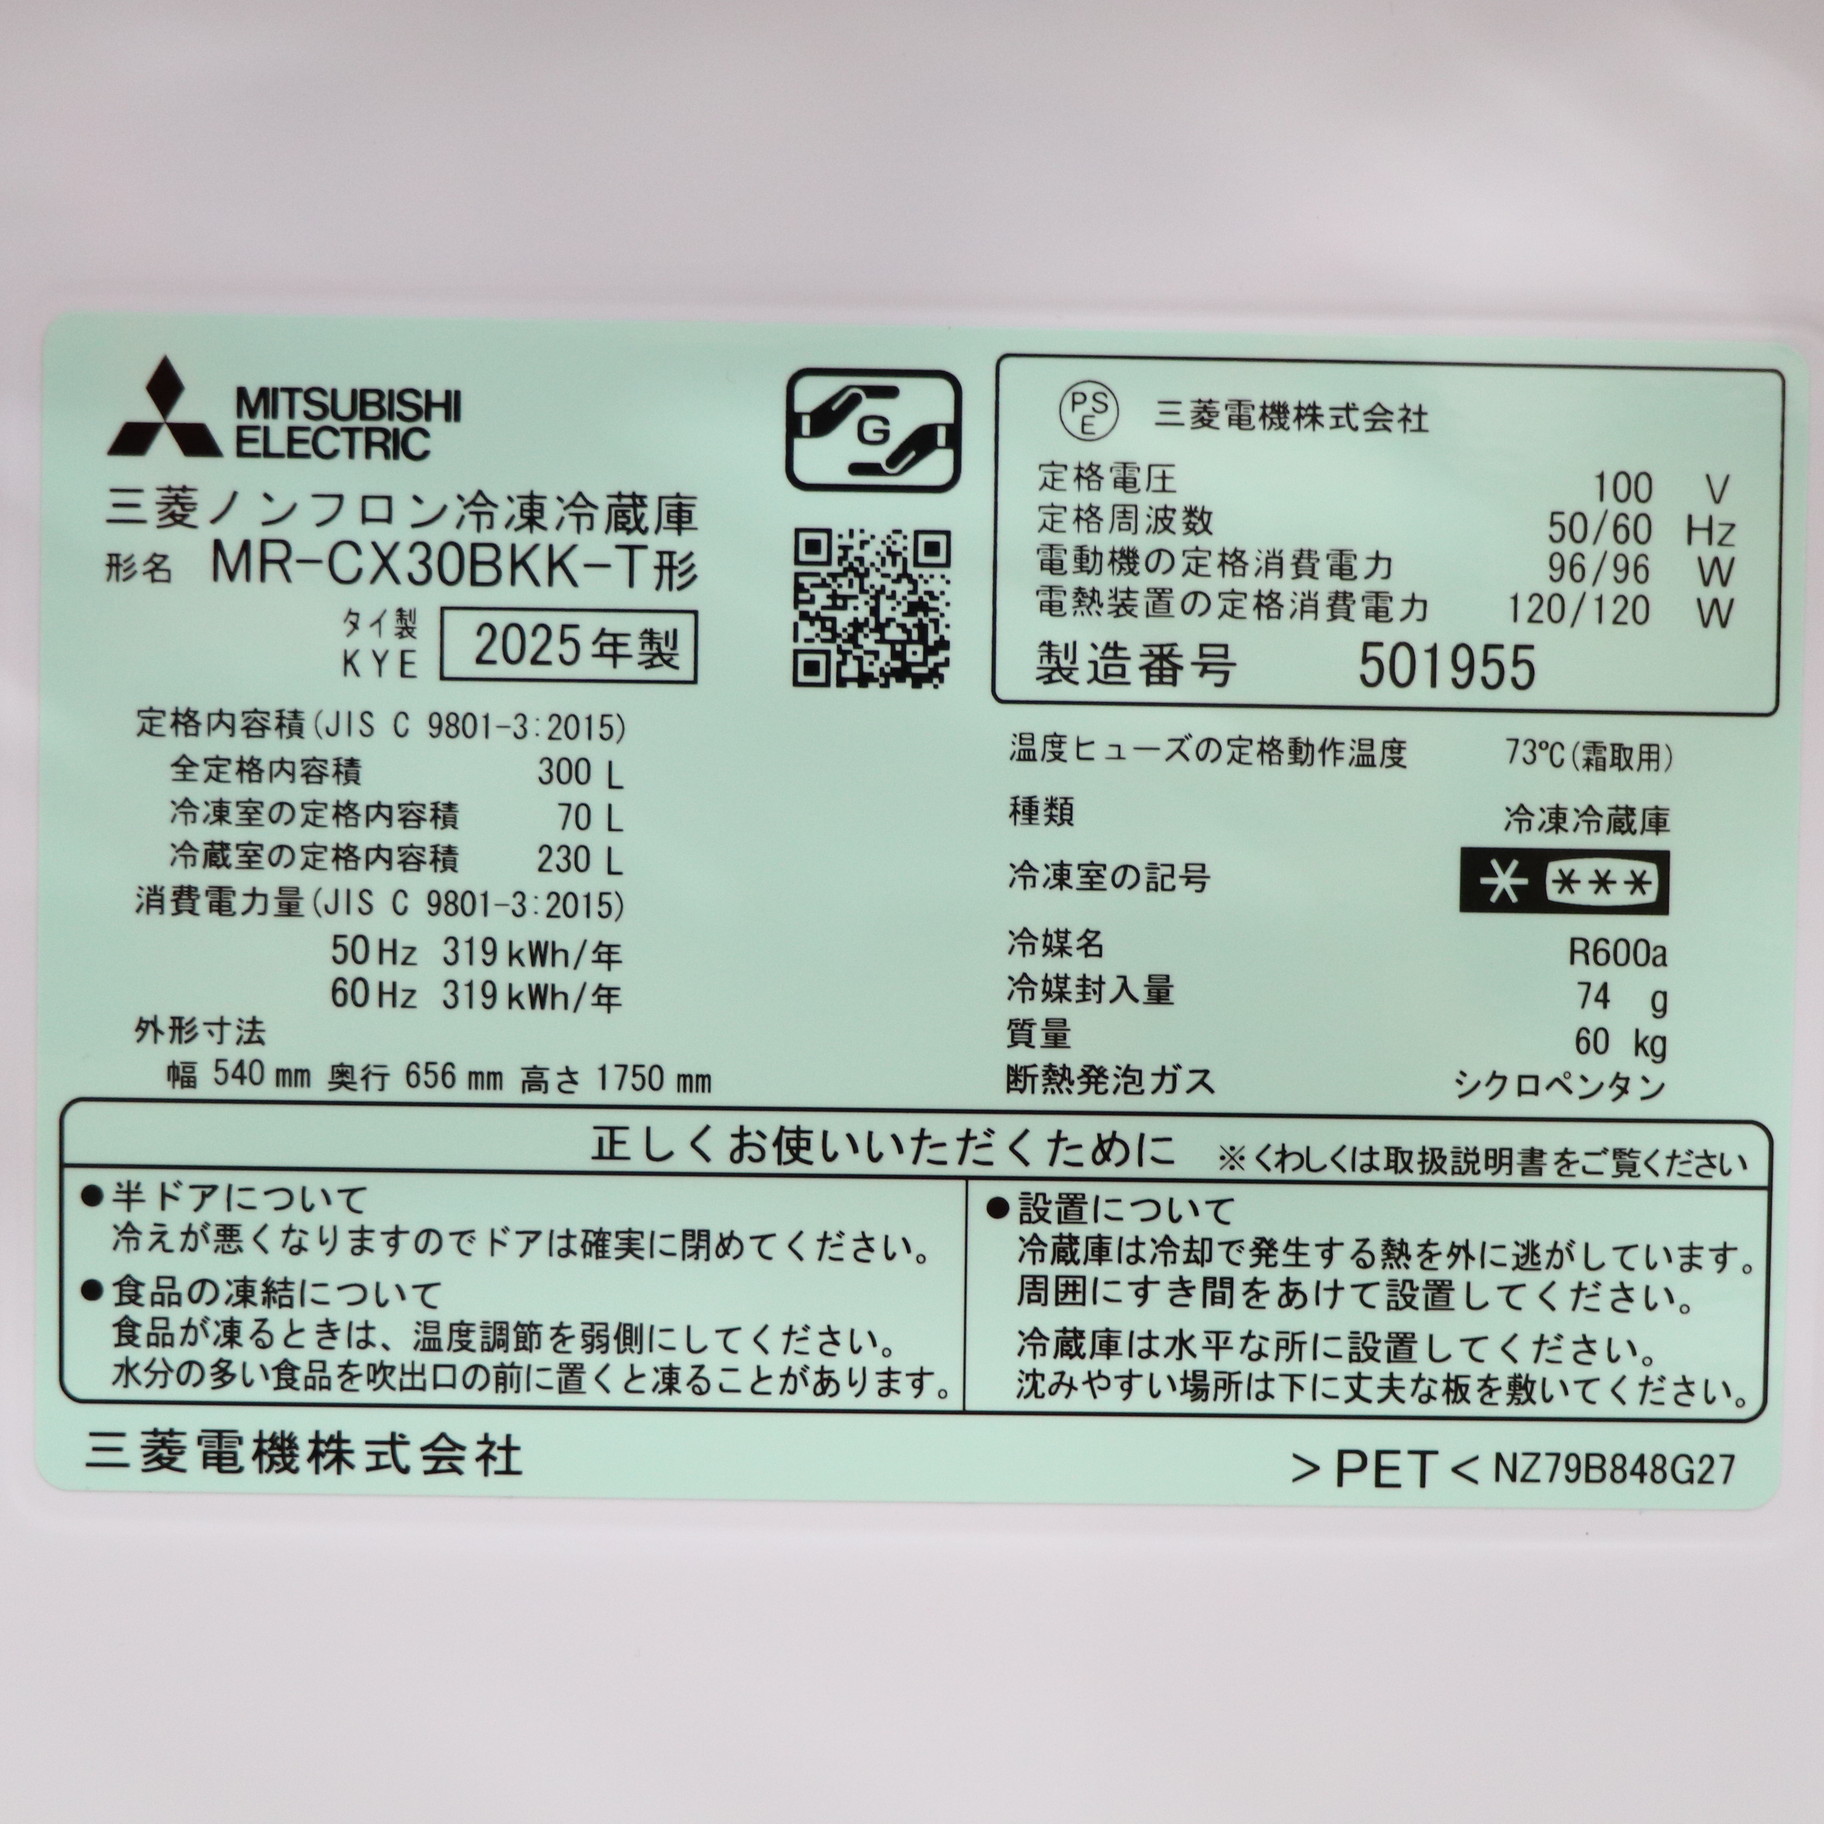 MITSUBISHI
ELECTRIC
三菱ノンフロン冷凍冷蔵庫
形名 MR-CX30BKK-T形
タイ製
KYE
2025年製
定格内容積(JIS C 9801-3:2015)
全定格内容積 300 L
冷凍室の定格内容積 70 L
冷蔵室の定格内容積 230 L
消費電力量(JIS C 9801-3:2015)
50Hz 319kWh/年
60Hz 319kWh/年
外形寸法
幅 540mm 奥行 656mm 高さ 1750mm
G
PSE 三菱電機株式会社
定格電圧 100 V
定格周波数 50/60 Hz
電動機の定格消費電力 96/96 W
電熱装置の定格消費電力 120/120 W
製造番号 501955
温度ヒューズの定格動作温度 73℃(霜取用)
種類 冷凍冷蔵庫
冷凍室の記号 * ***
冷媒名 R600a
冷媒封入量 74 g
質量 60 kg
断熱発泡ガス シクロペンタン
正しくお使いいただくために ※くわしくは取扱説明書をご覧ください
●半ドアについて
冷えが悪くなりますのでドアは確実に閉めてください。
●食品の凍結について
食品が凍るときは、温度調節を弱側にしてください。
水分の多い食品を吹出口の前に置くと凍ることがあります。
●設置について
冷蔵庫は冷却で発生する熱を外に逃がしています。
周囲にすき間をあけて設置してください。
冷蔵庫は水平な所に設置してください。
沈みやすい場所は下に丈夫な板を敷いてください。
三菱電機株式会社
>PET< NZ79B848G27